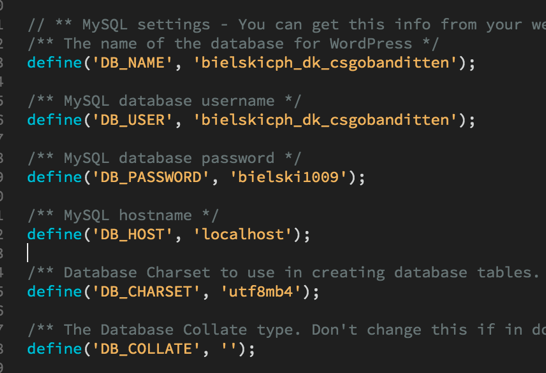 // ** MySQL settings - You can get this info from your we
/** The name of the database for WordPress */
define('DB_NAME', 'bielskicph_dk_csgobanditten');
/** MySQL database username */
define('DB_USER', 'bielskicph_dk_csgobanditten');
/** MySQL database password */
define('DB_PASSWORD', 'bielski1009');
/** MySQL hostname */
define('DB_HOST', 'localhost');
/** Database Charset to use in creating database tables.
define('DB_CHARSET', 'utf8mb4');
/** The Database Collate type. Don't change this if in do
define('DB_COLLATE', '');